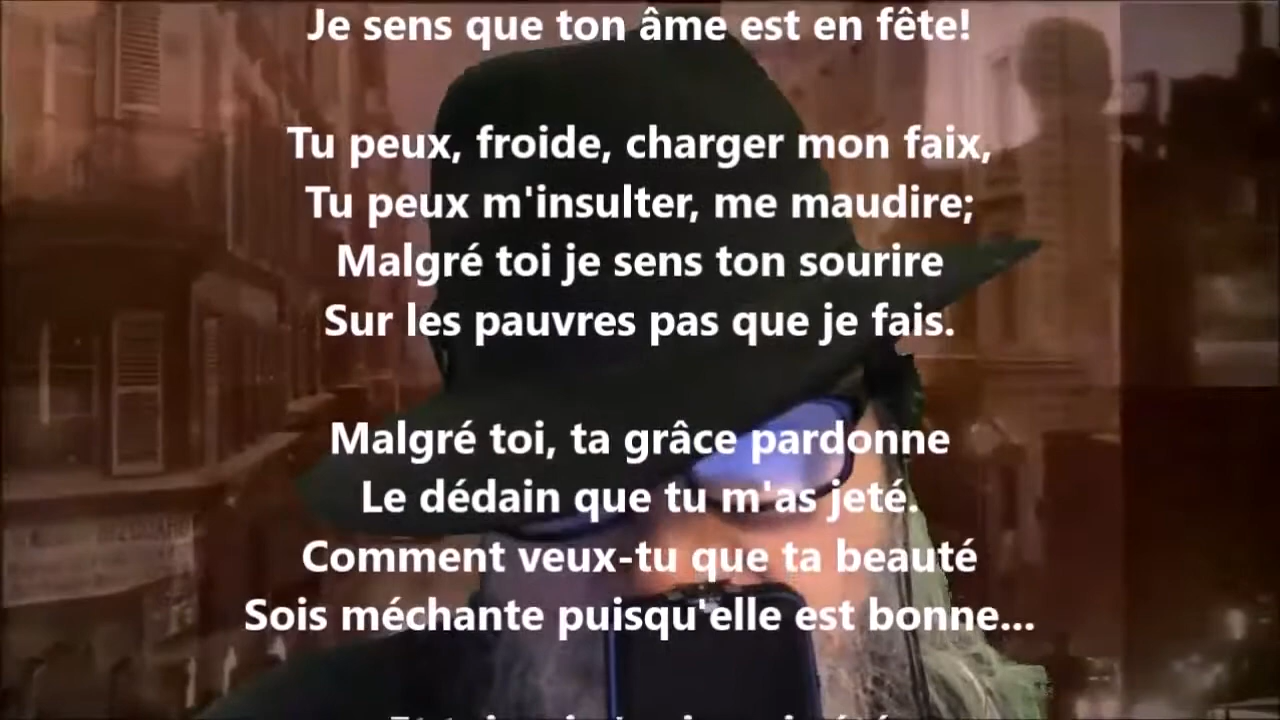 Je sens que ton âme est en fête!
Tu peux, froide, charger mon faix,
Tu peux m'insulter, me maudire;
Malgré toi je sens ton sourire
Sur les pauvres pas que je fais.
Malgré toi, ta grâce pardonne
Le dédain que tu m'as jeté.
Comment veux-tu que ta beauté
Sois méchante puisqu'elle est bonne...